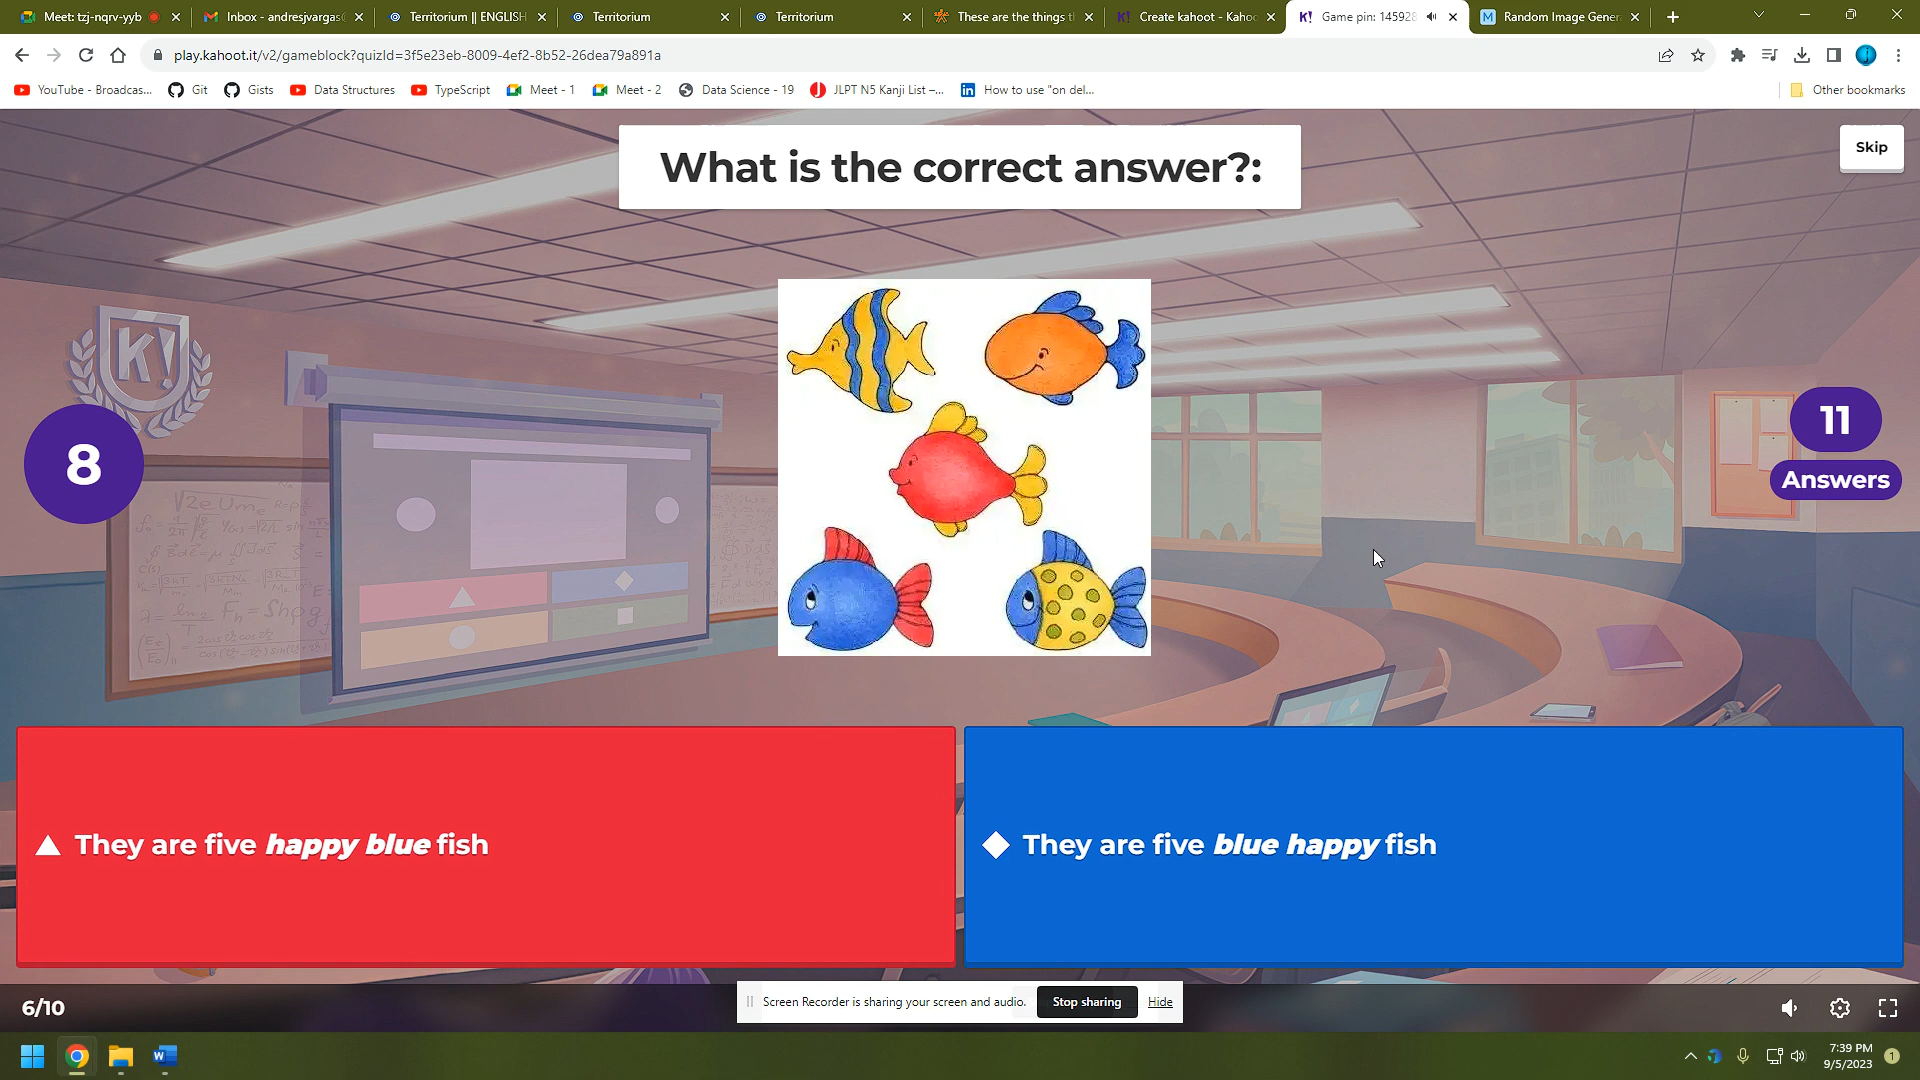 Meet: tzj-nqrv-yyb
Inbox - andresjvargas
Territorium || ENGLISH
Territorium
Territorium
These are the things t
Create kahoot - Kahoo
Game pin: 145928
Random Image Gener
play.kahoot.it/v2/gameblock?quizId=3f5e23eb-8009-4ef2-8b52-26dea79a891a
YouTube - Broadcas...
Git
Gists
Data Structures
TypeScript
Meet - 1
Meet - 2
Data Science - 19
JLPT N5 Kanji List –...
How to use "on del...
Other bookmarks
What is the correct answer?:
Skip
K!
8
11
Answers
They are five happy blue fish
They are five blue happy fish
6/10
Screen Recorder is sharing your screen and audio.
Stop sharing
Hide
7:39 PM
9/5/2023
1